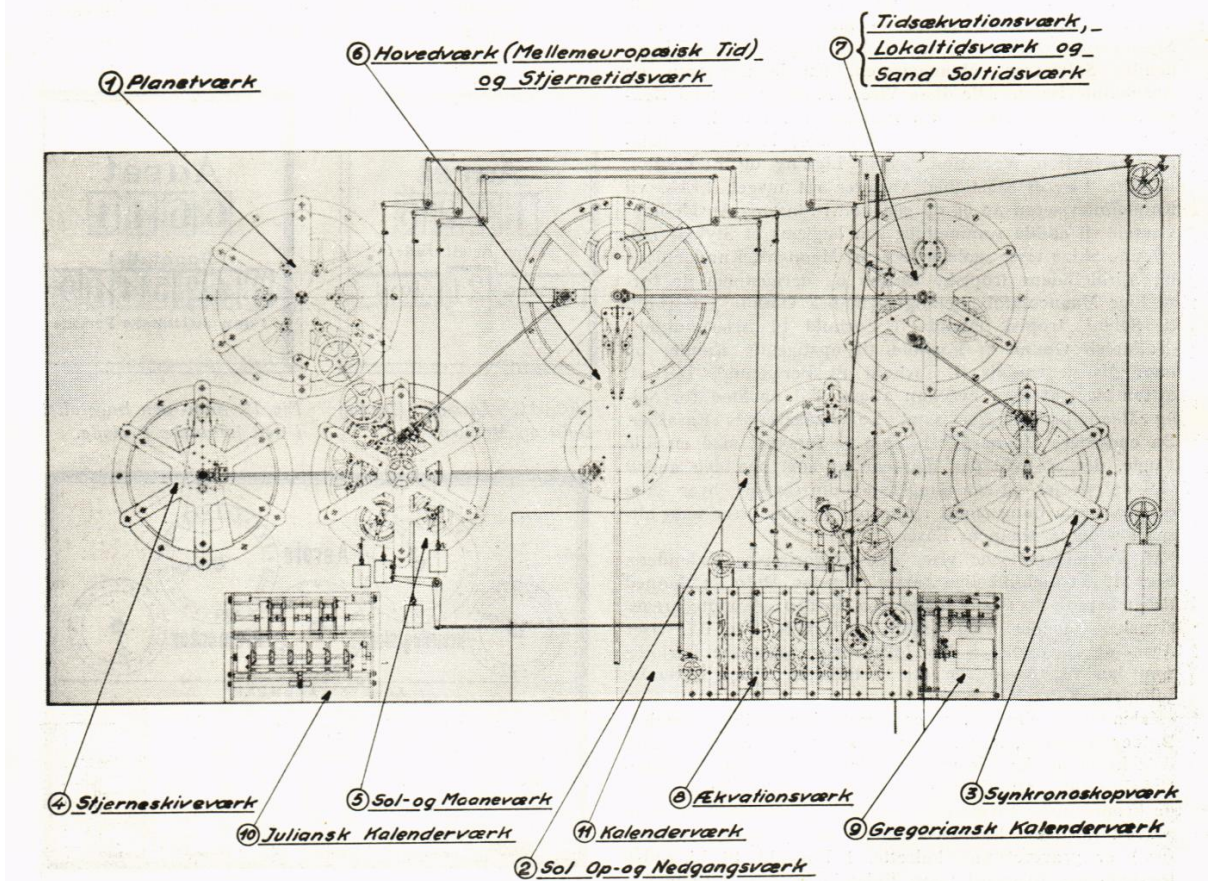 ① Planetværk
⑥ Hovedværk (Mellemeuropæisk Tid)
og Stjernetidsværk
⑦ { Tidsækvationsværk,
Lokaltidsværk og
Sand Soltidsværk
④ Stjerneskiveværk
⑤ Sol- og Maaneværk
⑧ Ækvationsværk
③ Synkronoskopværk
⑩ Juliansk Kalenderværk
⑪ Kalenderværk
⑨ Gregoriansk Kalenderværk
② Sol Op- og Nedgangsværk